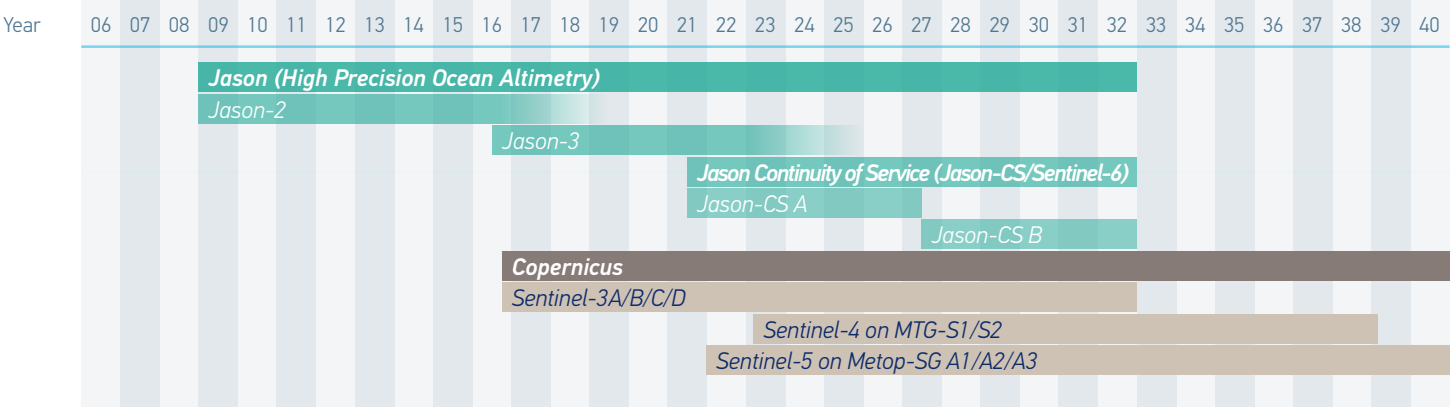 Year 06 07 08 09 10 11 12 13 14 15 16 17 18 19 20 21 22 23 24 25 26 27 28 29 30 31 32 33 34 35 36 37 38 39 40
Jason (High Precision Ocean Altimetry)
Jason-2
Jason-3
Jason Continuity of Service (Jason-CS/Sentinel-6)
Jason-CS A
Jason-CS B
Copernicus
Sentinel-3A/B/C/D
Sentinel-4 on MTG-S1/S2
Sentinel-5 on Metop-SG A1/A2/A3